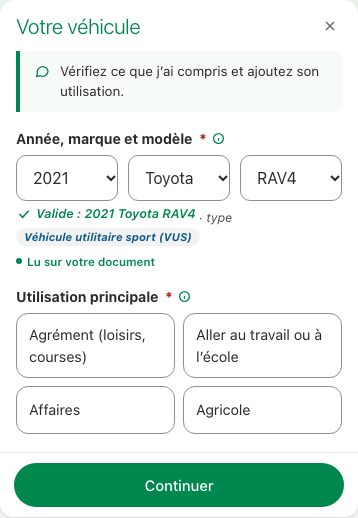 Votre véhicule
×
Vérifiez ce que j’ai compris et ajoutez son
utilisation.
Année, marque et modèle *
2021 Toyota RAV4
Valide : 2021 Toyota RAV4 · type
Véhicule utilitaire sport (VUS)
Lu sur votre document
Utilisation principale *
Agrément (loisirs,
courses)
Aller au travail ou à
l’école
Affaires
Agricole
Continuer